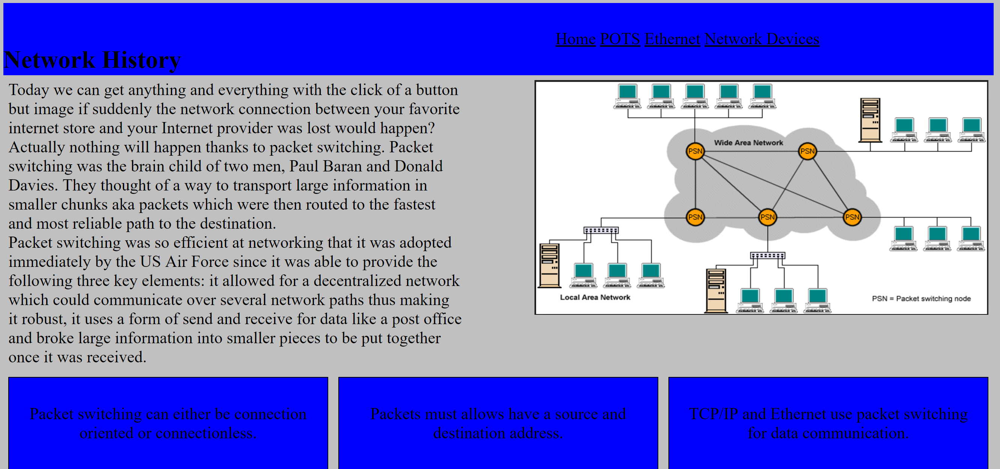 Home POTS Ethernet Network Devices
Network History
Today we can get anything and everything with the click of a button
but image if suddenly the network connection between your favorite
internet store and your Internet provider was lost would happen?
Actually nothing will happen thanks to packet switching. Packet
switching was the brain child of two men, Paul Baran and Donald
Davies. They thought of a way to transport large information in
smaller chunks aka packets which were then routed to the fastest
and most reliable path to the destination.
Packet switching was so efficient at networking that it was adopted
immediately by the US Air Force since it was able to provide the
following three key elements: it allowed for a decentralized network
which could communicate over several network paths thus making
it robust, it uses a form of send and receive for data like a post office
and broke large information into smaller pieces to be put together
once it was received.
Wide Area Network
PSN
PSN
PSN
PSN
PSN
Local Area Network
PSN = Packet switching node
Packet switching can either be connection
oriented or connectionless.
Packets must allows have a source and
destination address.
TCP/IP and Ethernet use packet switching
for data communication.